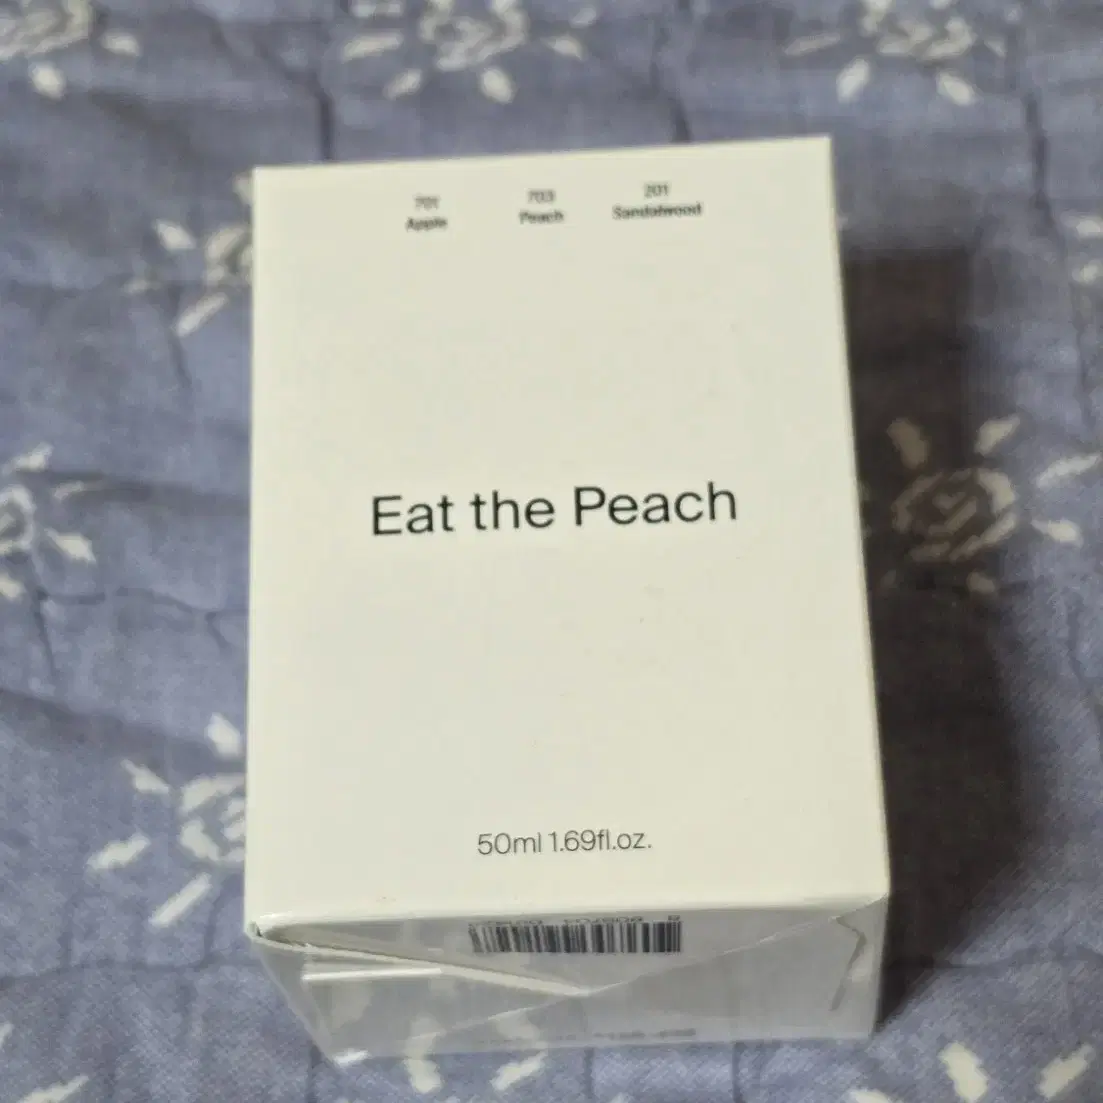 701
Apple
703
Peach
201
Sandalwood
Eat the Peach
50ml 1.69fl.oz.